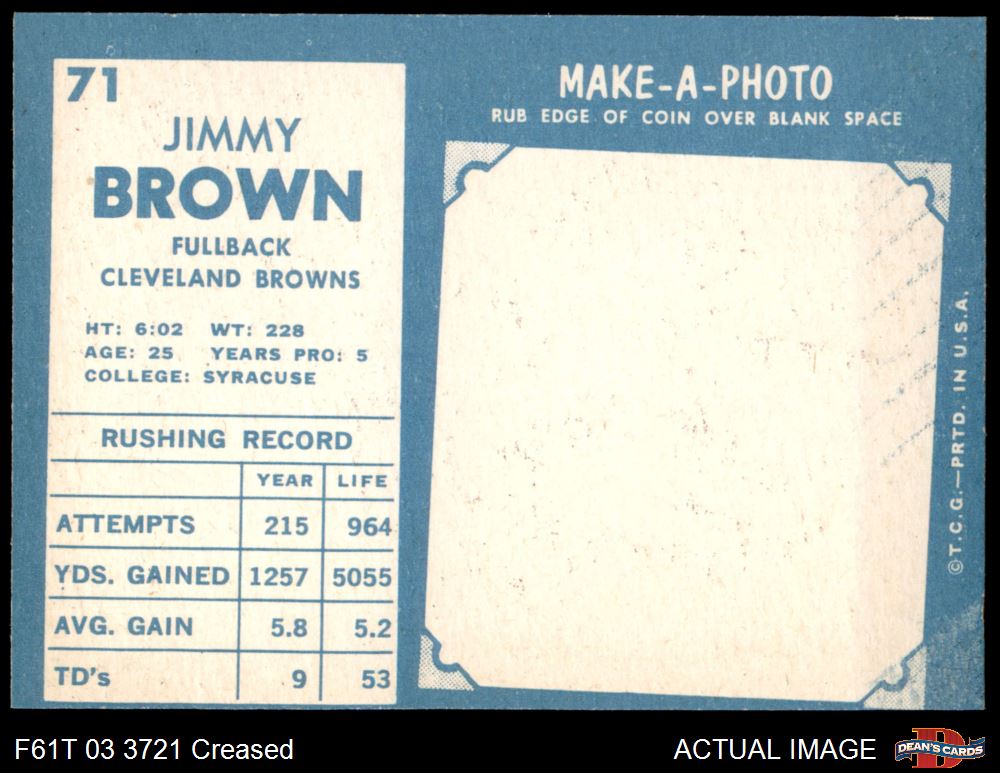 71
JIMMY
BROWN
FULLBACK
CLEVELAND BROWNS
HT: 6:02 WT: 228
AGE: 25 YEARS PRO: 5
COLLEGE: SYRACUSE
RUSHING RECORD
YEAR LIFE
ATTEMPTS 215 964
YDS. GAINED 1257 5055
AVG. GAIN 5.8 5.2
TD's 9 53
MAKE-A-PHOTO
RUB EDGE OF COIN OVER BLANK SPACE
©T.C.G.—PRTD. IN U.S.A.
F61T 03 3721 Creased
ACTUAL IMAGE
D
DEAN'S CARDS